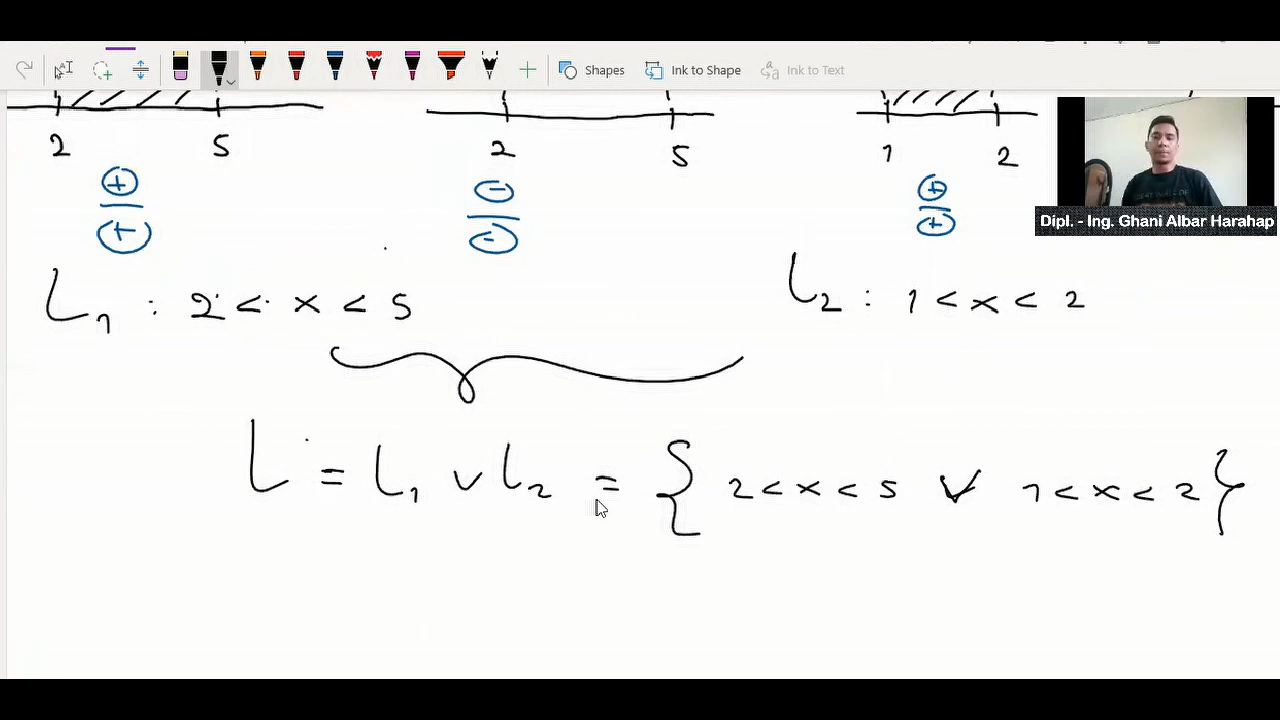 Shapes Ink to Shape Ink to Text
2 5 2 5 1 2
+ - +
+ - +
Dipl. - Ing. Ghani Albar Harahap
L₁ : 2 < x < 5 L₂ : 1 < x < 2
L = L₁ ∨ L₂ = { 2 < x < 5 ∨ 1 < x < 2 }